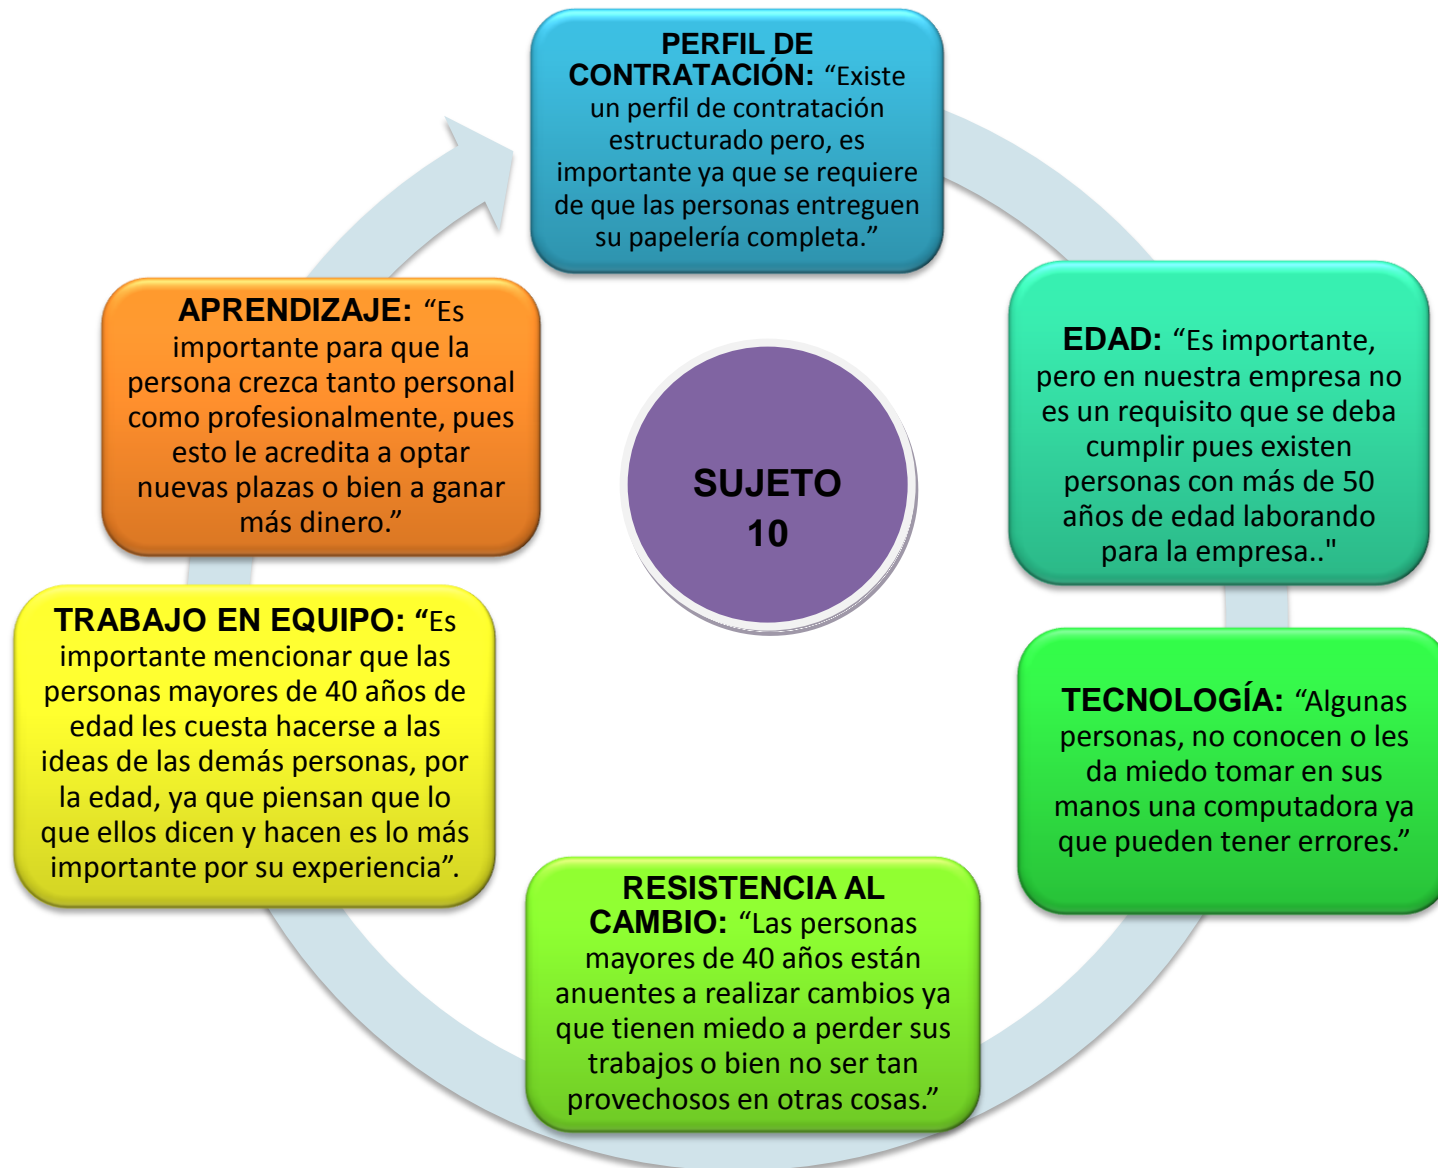 PERFIL DE
CONTRATACIÓN: “Existe
un perfil de contratación
estructurado pero, es
importante ya que se requiere
de que las personas entreguen
su papelería completa.”
EDAD: “Es importante,
pero en nuestra empresa no
es un requisito que se deba
cumplir pues existen
personas con más de 50
años de edad laborando
para la empresa.."
TECNOLOGÍA: “Algunas
personas, no conocen o les
da miedo tomar en sus
manos una computadora ya
que pueden tener errores.”
RESISTENCIA AL
CAMBIO: “Las personas
mayores de 40 años están
anuentes a realizar cambios ya
que tienen miedo a perder sus
trabajos o bien no ser tan
provechosos en otras cosas.”
TRABAJO EN EQUIPO: “Es
importante mencionar que las
personas mayores de 40 años de
edad les cuesta hacerse a las
ideas de las demás personas, por
la edad, ya que piensan que lo
que ellos dicen y hacen es lo más
importante por su experiencia”.
APRENDIZAJE: “Es
importante para que la
persona crezca tanto personal
como profesionalmente, pues
esto le acredita a optar
nuevas plazas o bien a ganar
más dinero.”
SUJETO
10